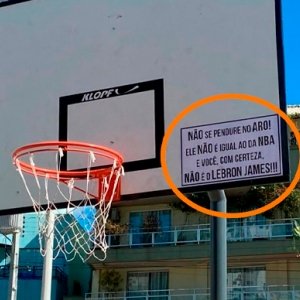 KLOPF
NÃO SE PENDURE NO ARO!
ELE NÃO É IGUAL AO DA NBA
E VOCÊ, COM CERTEZA,
NÃO É O LEBRON JAMES!!!